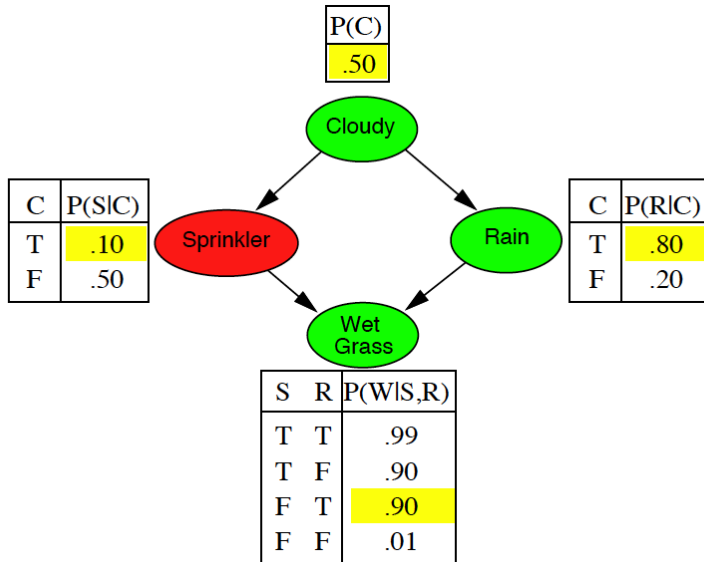 P(C)
.50
Cloudy
C P(S|C)
T .10
F .50
Sprinkler
Rain
C P(R|C)
T .80
F .20
Wet
Grass
S R P(W|S,R)
T T .99
T F .90
F T .90
F F .01